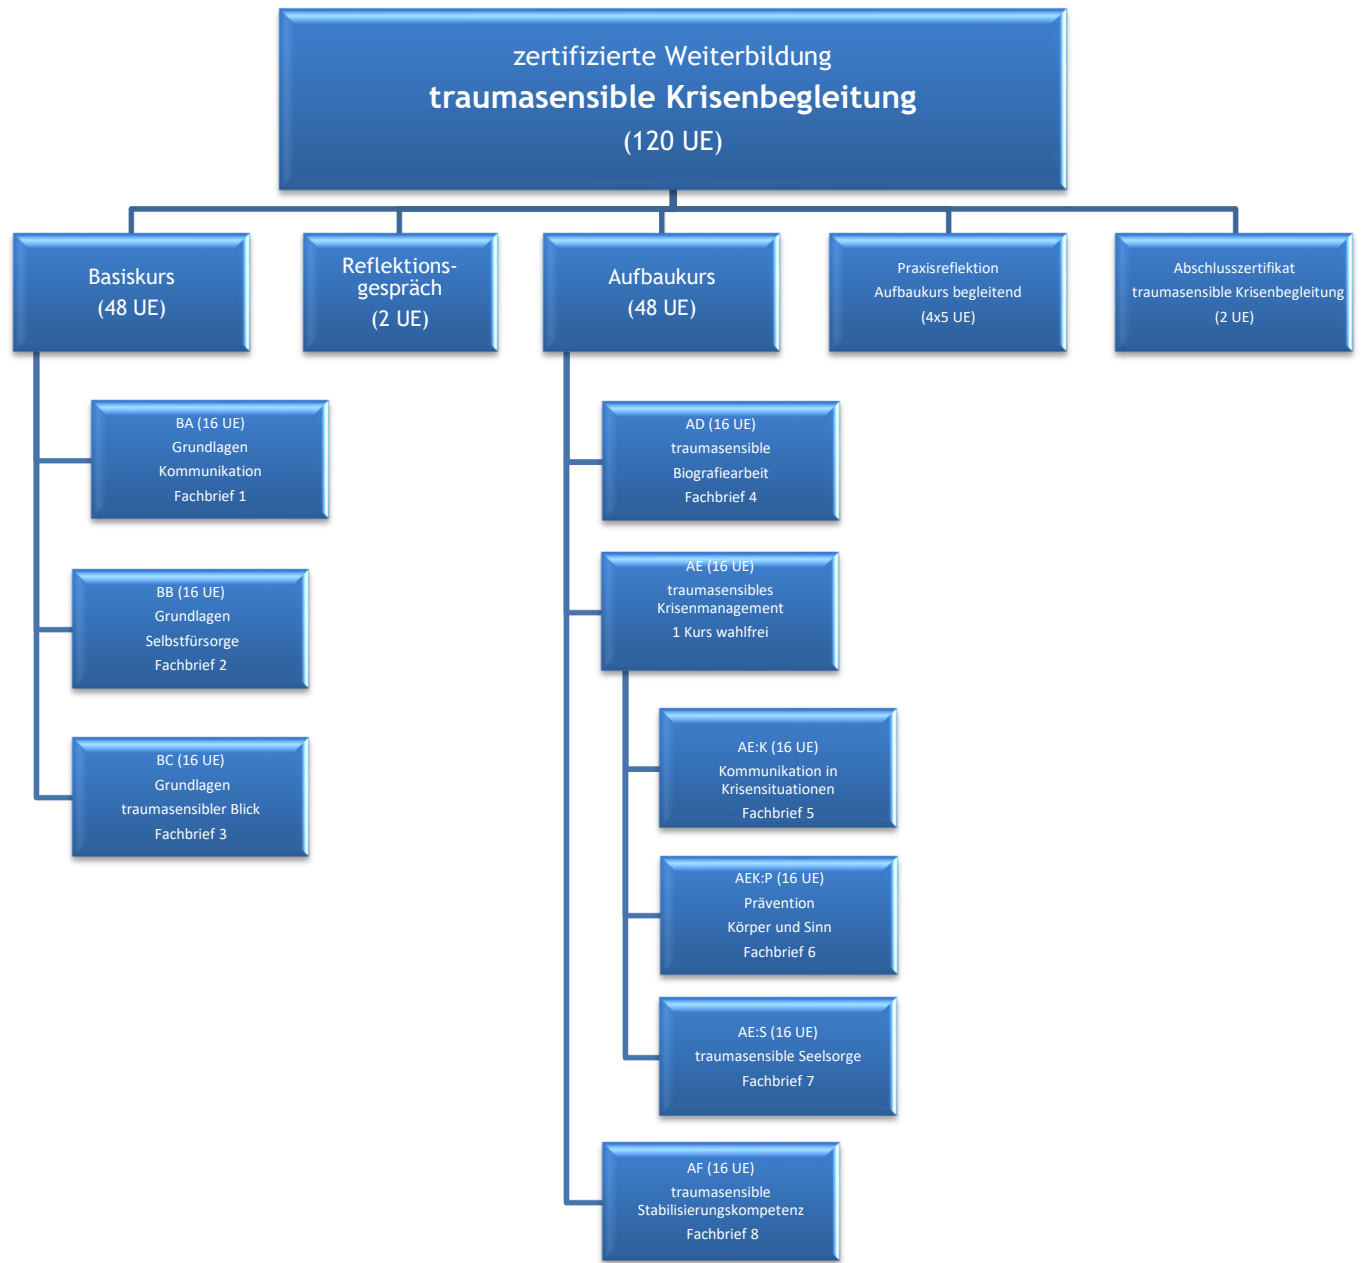 zertifizierte Weiterbildung
traumasensible Krisenbegleitung
(120 UE)
Basiskurs
(48 UE)
Reflektions-
gespräch
(2 UE)
Aufbaukurs
(48 UE)
Praxisreflektion
Aufbaukurs begleitend
(4x5 UE)
Abschlusszertifikat
traumasensible Krisenbegleitung
(2 UE)
BA (16 UE)
Grundlagen
Kommunikation
Fachbrief 1
BB (16 UE)
Grundlagen
Selbstfürsorge
Fachbrief 2
BC (16 UE)
Grundlagen
traumasensibler Blick
Fachbrief 3
AD (16 UE)
traumasensible
Biografiearbeit
Fachbrief 4
AE (16 UE)
traumasensibles
Krisenmanagement
1 Kurs wahlfrei
AE:K (16 UE)
Kommunikation in
Krisensituationen
Fachbrief 5
AEK:P (16 UE)
Prävention
Körper und Sinn
Fachbrief 6
AE:S (16 UE)
traumasensible Seelsorge
Fachbrief 7
AF (16 UE)
traumasensible
Stabilisierungskompetenz
Fachbrief 8